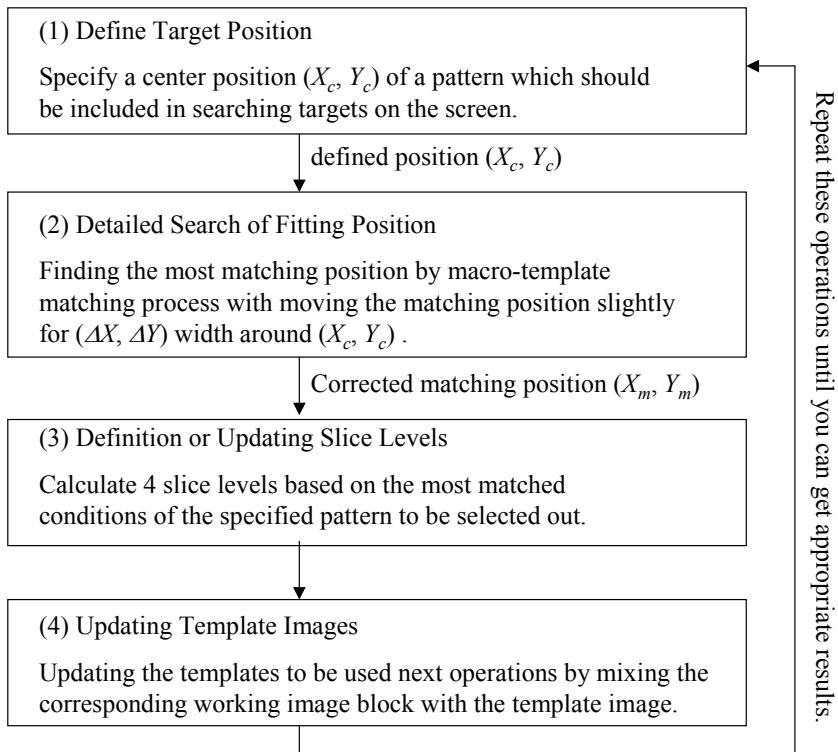 (1) Define Target Position
Specify a center position (Xc, Yc) of a pattern which should
be included in searching targets on the screen.
defined position (Xc, Yc)
(2) Detailed Search of Fitting Position
Finding the most matching position by macro-template
matching process with moving the matching position slightly
for (ΔX, ΔY) width around (Xc, Yc) .
Corrected matching position (Xm, Ym)
(3) Definition or Updating Slice Levels
Calculate 4 slice levels based on the most matched
conditions of the specified pattern to be selected out.
(4) Updating Template Images
Updating the templates to be used next operations by mixing the
corresponding working image block with the template image.
Repeat these operations until you can get appropriate results.